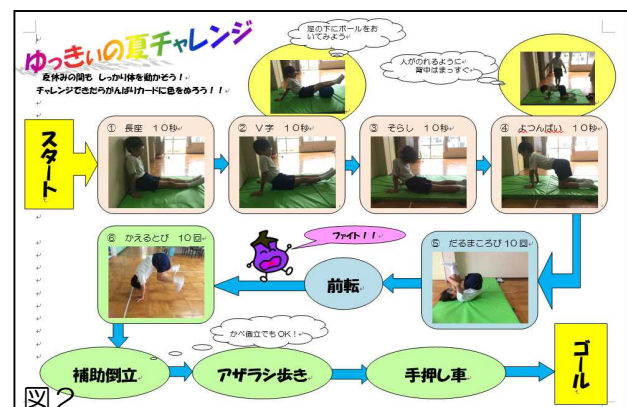 ゆっきぃの夏チャレンジ
夏休みの間も しっかり体を動かそう！
チャレンジできたらがんばりカードに色をぬろう！！
足の下にボールをお
いてみよう
人がのれるように
背中はまっすぐ
スタート
① 長座 10秒
② V字 10秒
③ そらし 10秒
④ よつんばい 10秒
⑥ かえるとび 10回
ファイト！！
前転
⑤ だるまころび 10回
かべ倒立でも OK！
補助倒立
アザラシ歩き
手押し車
ゴール
図2